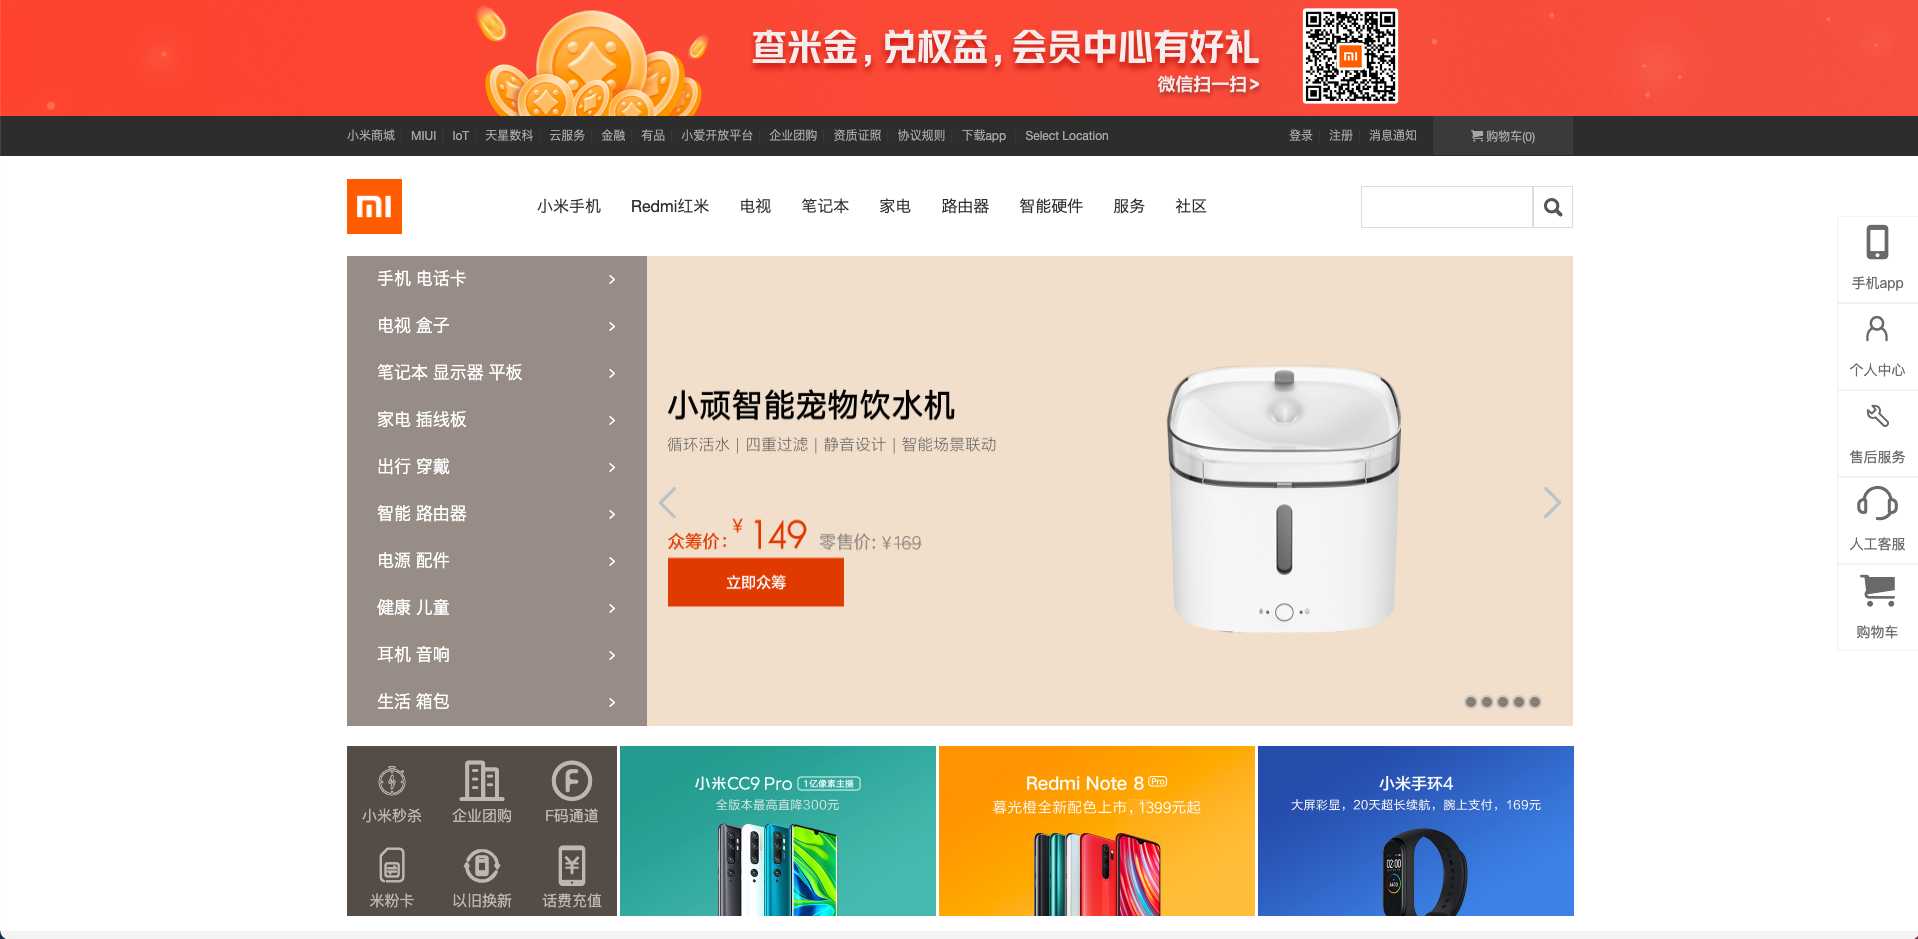 查米金，兑权益，会员中心有好礼
微信扫一扫>
小米商城 MIUI IoT 天星数科 云服务 金融 有品 小爱开放平台 企业团购 资质证照 协议规则 下载app Select Location
登录 注册 消息通知 购物车(0)
小米手机 Redmi红米 电视 笔记本 家电 路由器 智能硬件 服务 社区
手机 电话卡
电视 盒子
笔记本 显示器 平板
家电 插线板
出行 穿戴
智能 路由器
电源 配件
健康 儿童
耳机 音响
生活 箱包
小顽智能宠物饮水机
循环活水 | 四重过滤 | 静音设计 | 智能场景联动
众筹价: ¥ 149 零售价: ¥169
立即众筹
手机app
个人中心
售后服务
人工客服
购物车
小米秒杀 企业团购 F码通道
米粉卡 以旧换新 话费充值
小米CC9 Pro 1亿像素主摄
全版本最高直降300元
Redmi Note 8 Pro
暮光橙全新配色上市，1399元起
小米手环4
大屏彩显，20天超长续航，腕上支付，169元
02:00